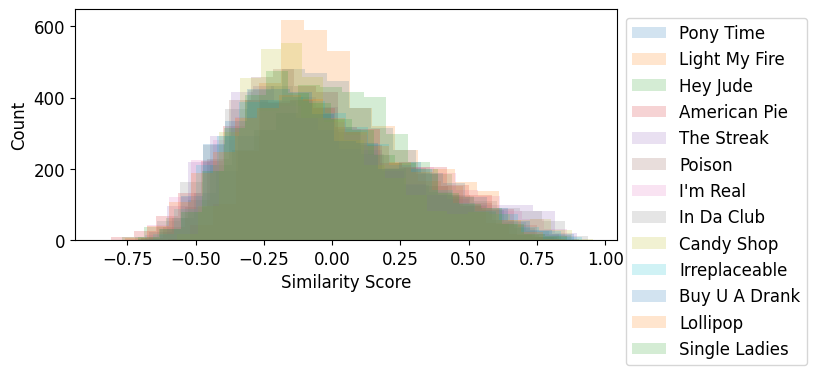 600
400
200
0
Count
−0.75
−0.50
−0.25
0.00
0.25
0.50
0.75
1.00
Similarity Score
Pony Time
Light My Fire
Hey Jude
American Pie
The Streak
Poison
I'm Real
In Da Club
Candy Shop
Irreplaceable
Buy U A Drank
Lollipop
Single Ladies